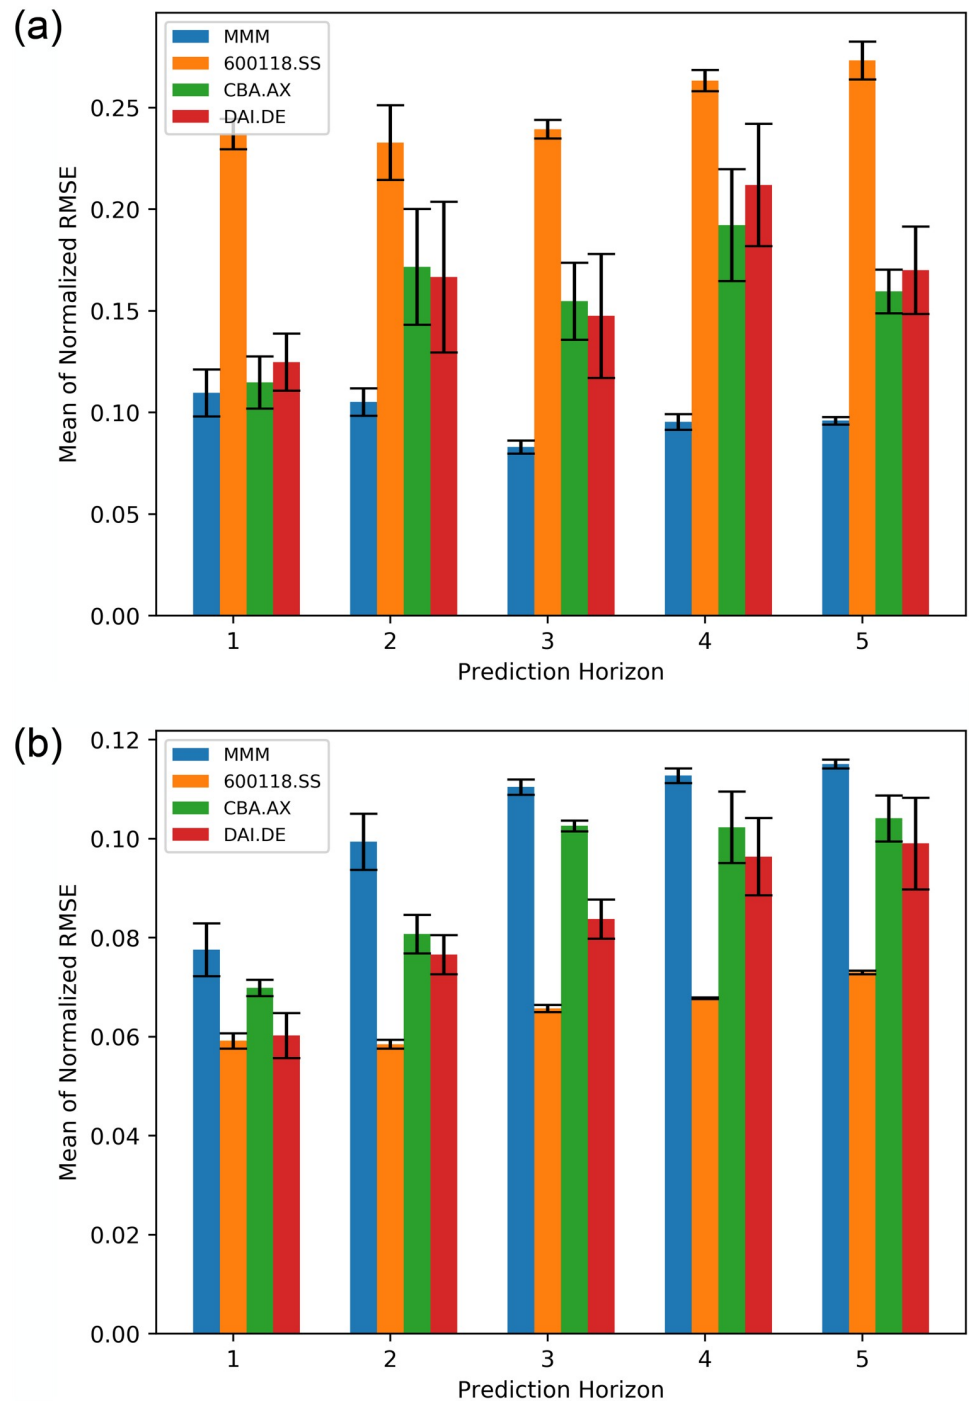 (a)
MMM
600118.SS
CBA.AX
DAI.DE
Mean of Normalized RMSE
0.25
0.20
0.15
0.10
0.05
0.00
1 2 3 4 5
Prediction Horizon
(b)
MMM
600118.SS
CBA.AX
DAI.DE
Mean of Normalized RMSE
0.12
0.10
0.08
0.06
0.04
0.02
0.00
1 2 3 4 5
Prediction Horizon